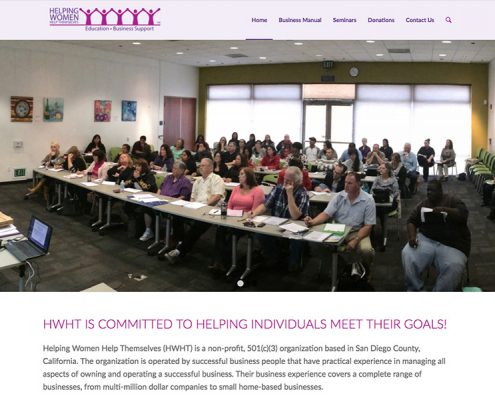 HELPING
WOMEN
HELP THEMSELVES
Education • Business Support
Home Business Manual Seminars Donations Contact Us
HWHT IS COMMITTED TO HELPING INDIVIDUALS MEET THEIR GOALS!
Helping Women Help Themselves (HWHT) is a non-profit, 501(c)(3) organization based in San Diego County,
California. The organization is operated by successful business people that have practical experience in managing all
aspects of owning and operating a successful business. Their business experience covers a complete range of
businesses, from multi-million dollar companies to small home-based businesses.